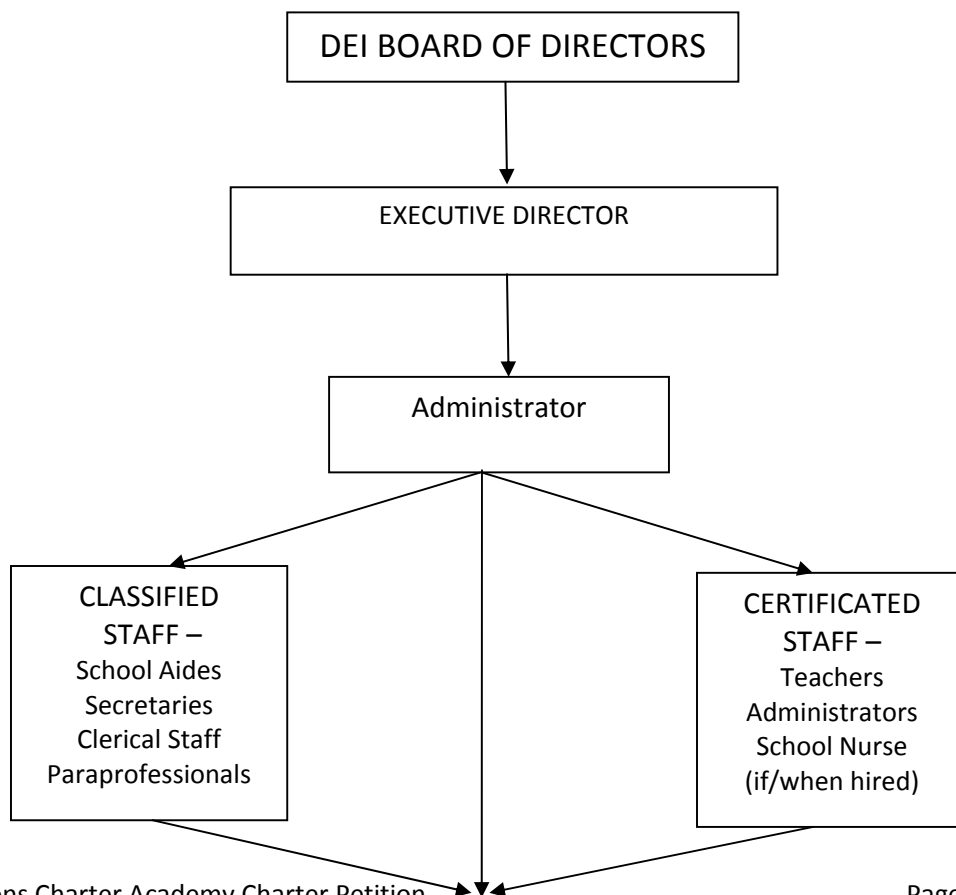 DEI BOARD OF DIRECTORS
EXECUTIVE DIRECTOR
Administrator
CLASSIFIED
STAFF –
School Aides
Secretaries
Clerical Staff
Paraprofessionals
CERTIFICATED
STAFF –
Teachers
Administrators
School Nurse
(if/when hired)
Charter Academy Charter Petition
Page